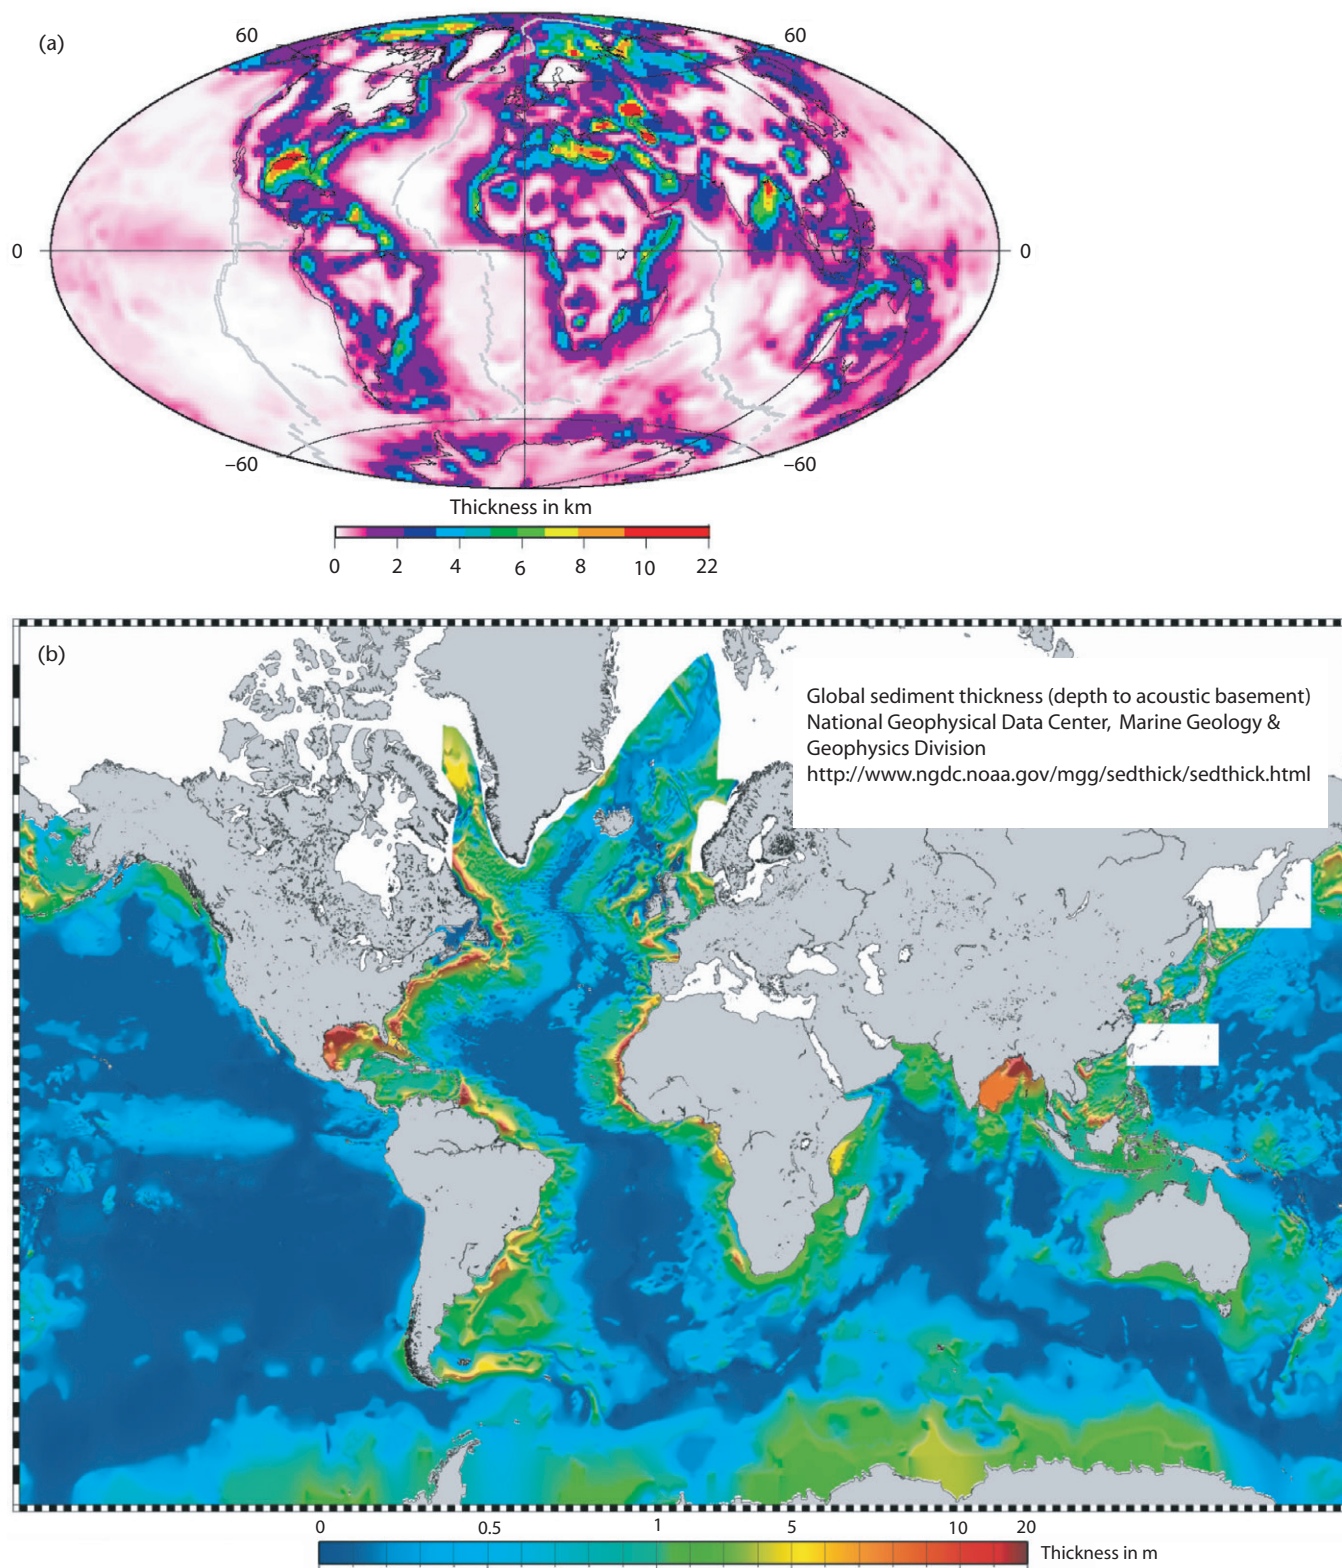 (a)
60
60
0
0
–60
–60
Thickness in km
0
2
4
6
8
10
22
(b)
Global sediment thickness (depth to acoustic basement)
National Geophysical Data Center, Marine Geology &
Geophysics Division
http://www.ngdc.noaa.gov/mgg/sedthick/sedthick.html
0
0.5
1
5
10
20
Thickness in m